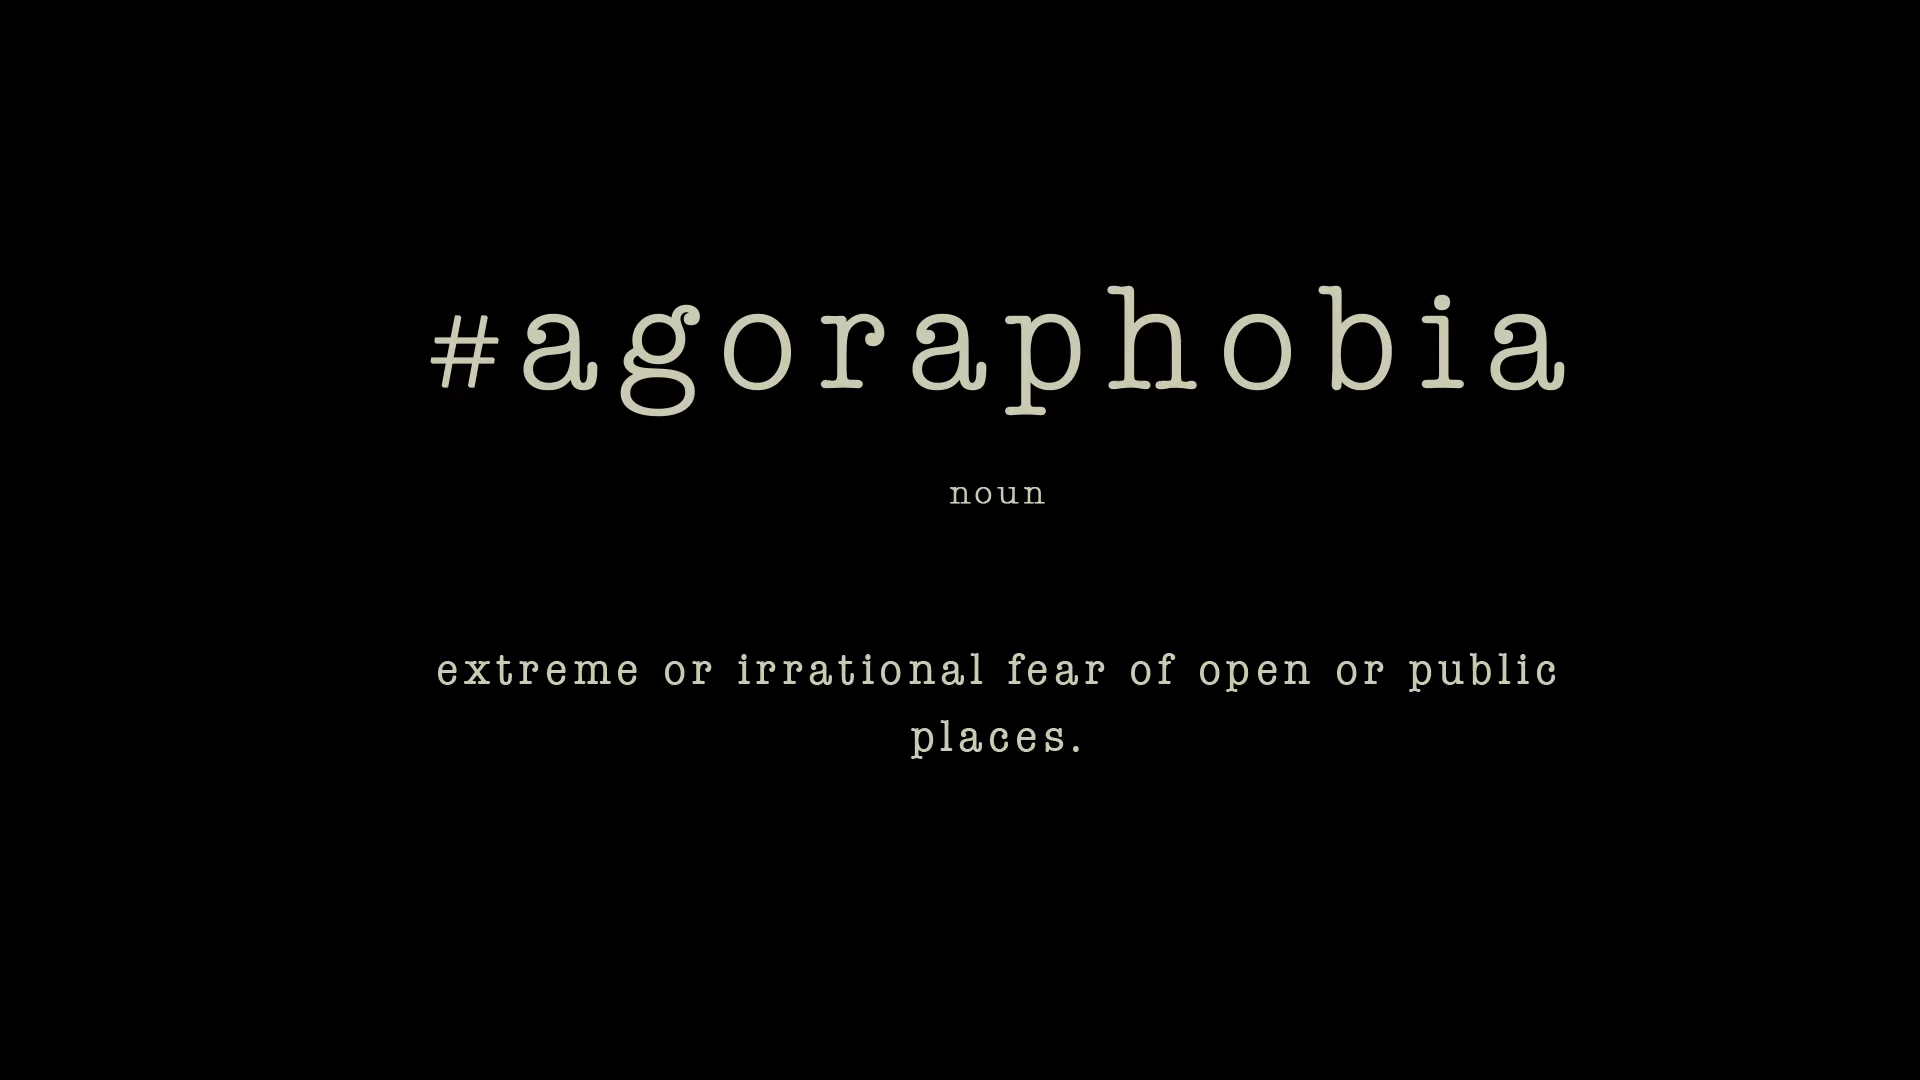 #agoraphobia
noun
extreme or irrational fear of open or public
places.